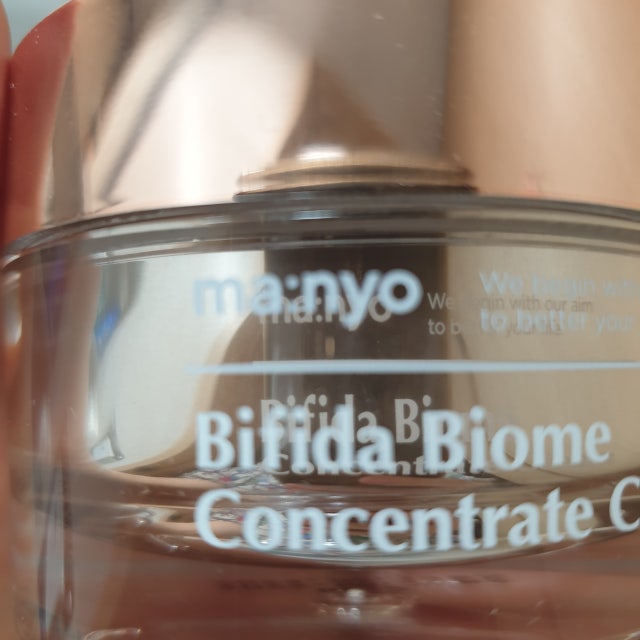 ma:nyo
We begin with our aim
to better your
Bifida Biome
Concentrate C